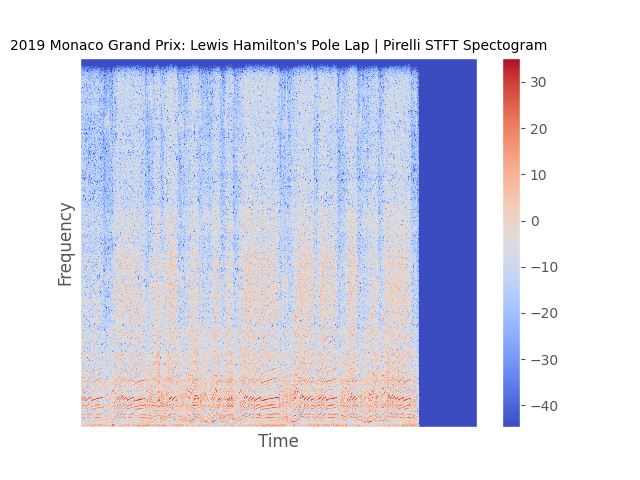 2019 Monaco Grand Prix: Lewis Hamilton's Pole Lap | Pirelli STFT Spectogram
Frequency
Time
30
20
10
0
−10
−20
−30
−40